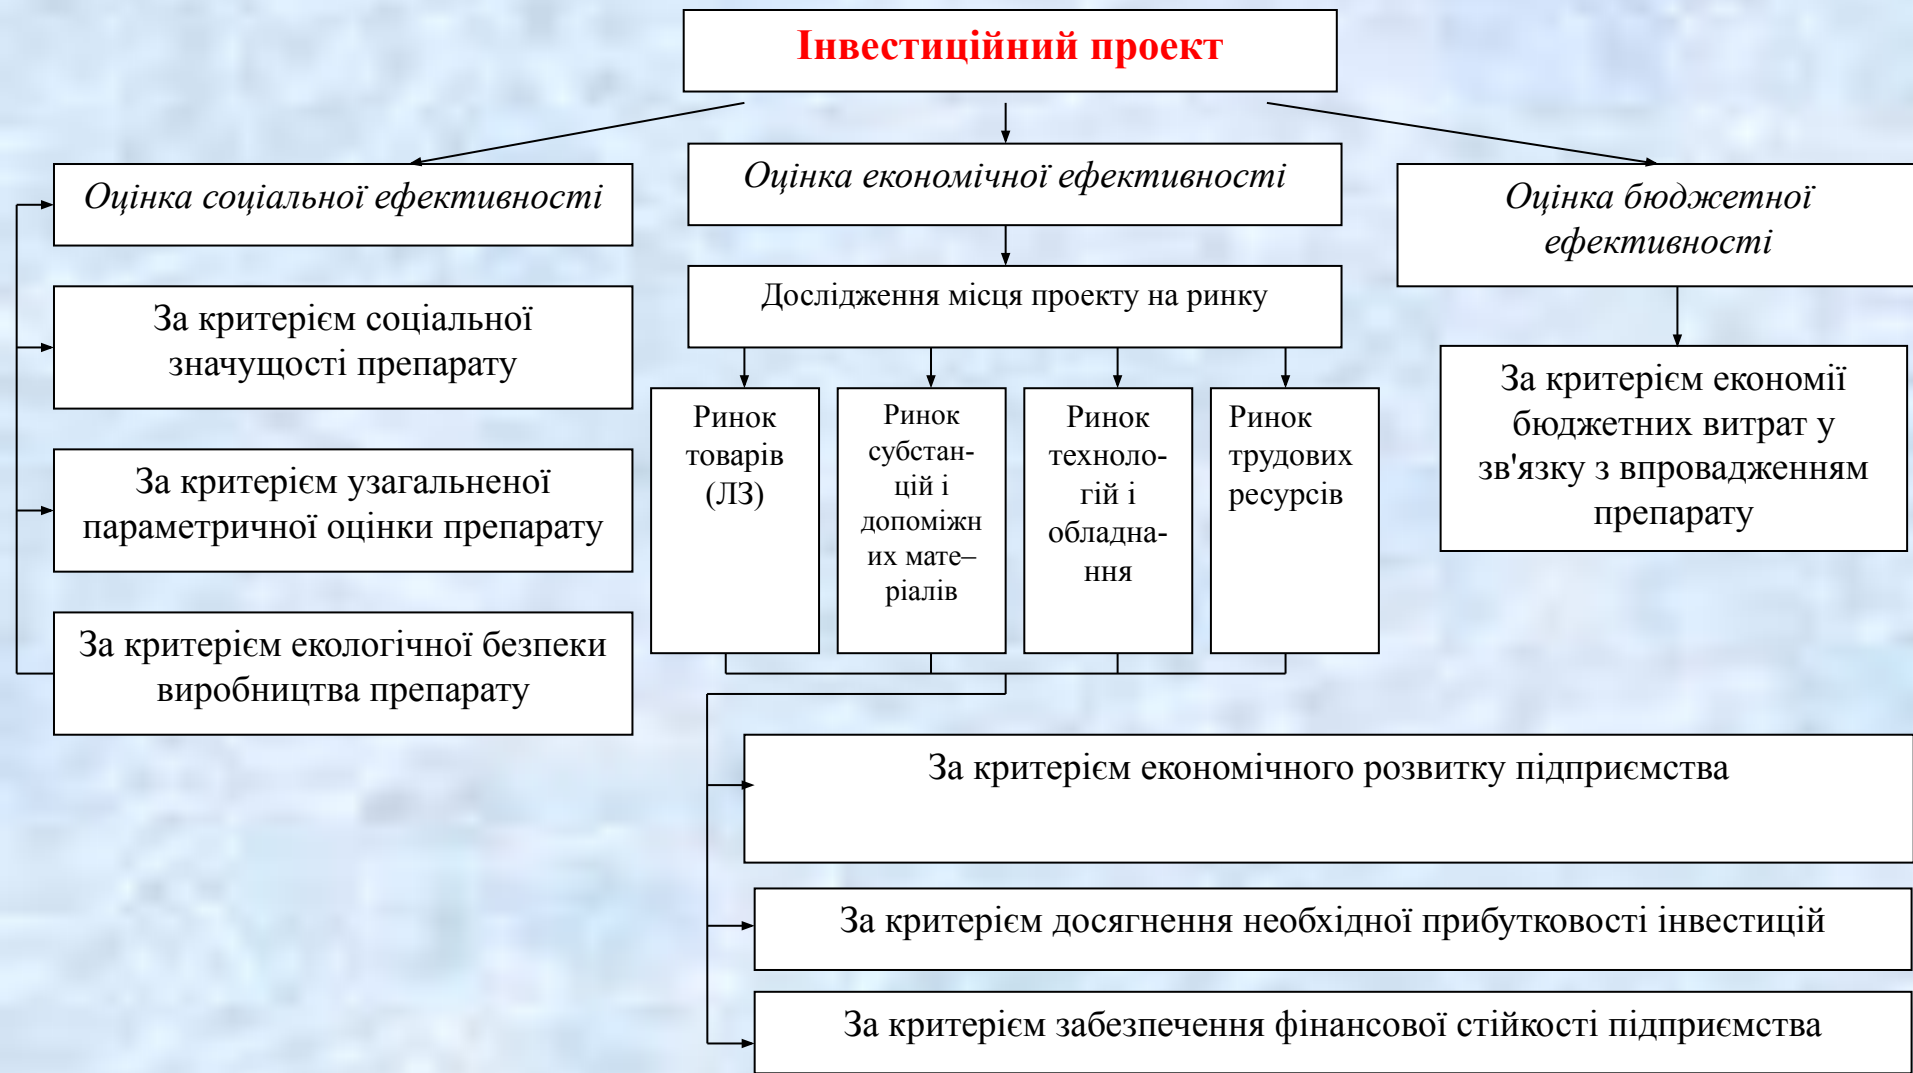 Інвестиційний проект
Оцінка соціальної ефективності
За критерієм соціальної
значущості препарату
За критерієм узагальненої
параметричної оцінки препарату
За критерієм екологічної безпеки
виробництва препарату
Оцінка економічної ефективності
Дослідження місця проекту на ринку
Ринок
товарів
(ЛЗ)
Ринок
субстан-
цій і
допоміжн
их мате–
ріалів
Ринок
техноло-
гій і
обладна-
ння
Ринок
трудових
ресурсів
За критерієм економічного розвитку підприємства
За критерієм досягнення необхідної прибутковості інвестицій
За критерієм забезпечення фінансової стійкості підприємства
Оцінка бюджетної
ефективності
За критерієм економії
бюджетних витрат у
зв'язку з впровадженням
препарату